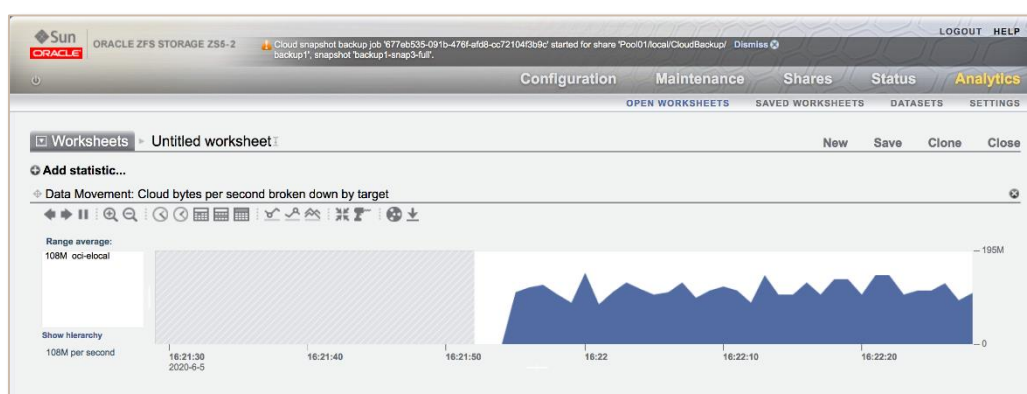 Sun
ORACLE
ORACLE ZFS STORAGE ZS5-2
Cloud snapshot backup job '677eb535-091b-476f-afd8-cc72104f3b9c' started for share 'Pool01/local/CloudBackup/ Dismiss
backup1', snapshot 'backup1-snap3-full'.
LOGOUT HELP
Configuration Maintenance Shares Status Analytics
OPEN WORKSHEETS SAVED WORKSHEETS DATASETS SETTINGS
Worksheets Untitled worksheet
New Save Clone Close
Add statistic...
Data Movement: Cloud bytes per second broken down by target
Range average:
108M oci-elocal
195M
Show hierarchy
108M per second
0
16:21:30 16:21:40 16:21:50 16:22 16:22:10 16:22:20
2020-6-5